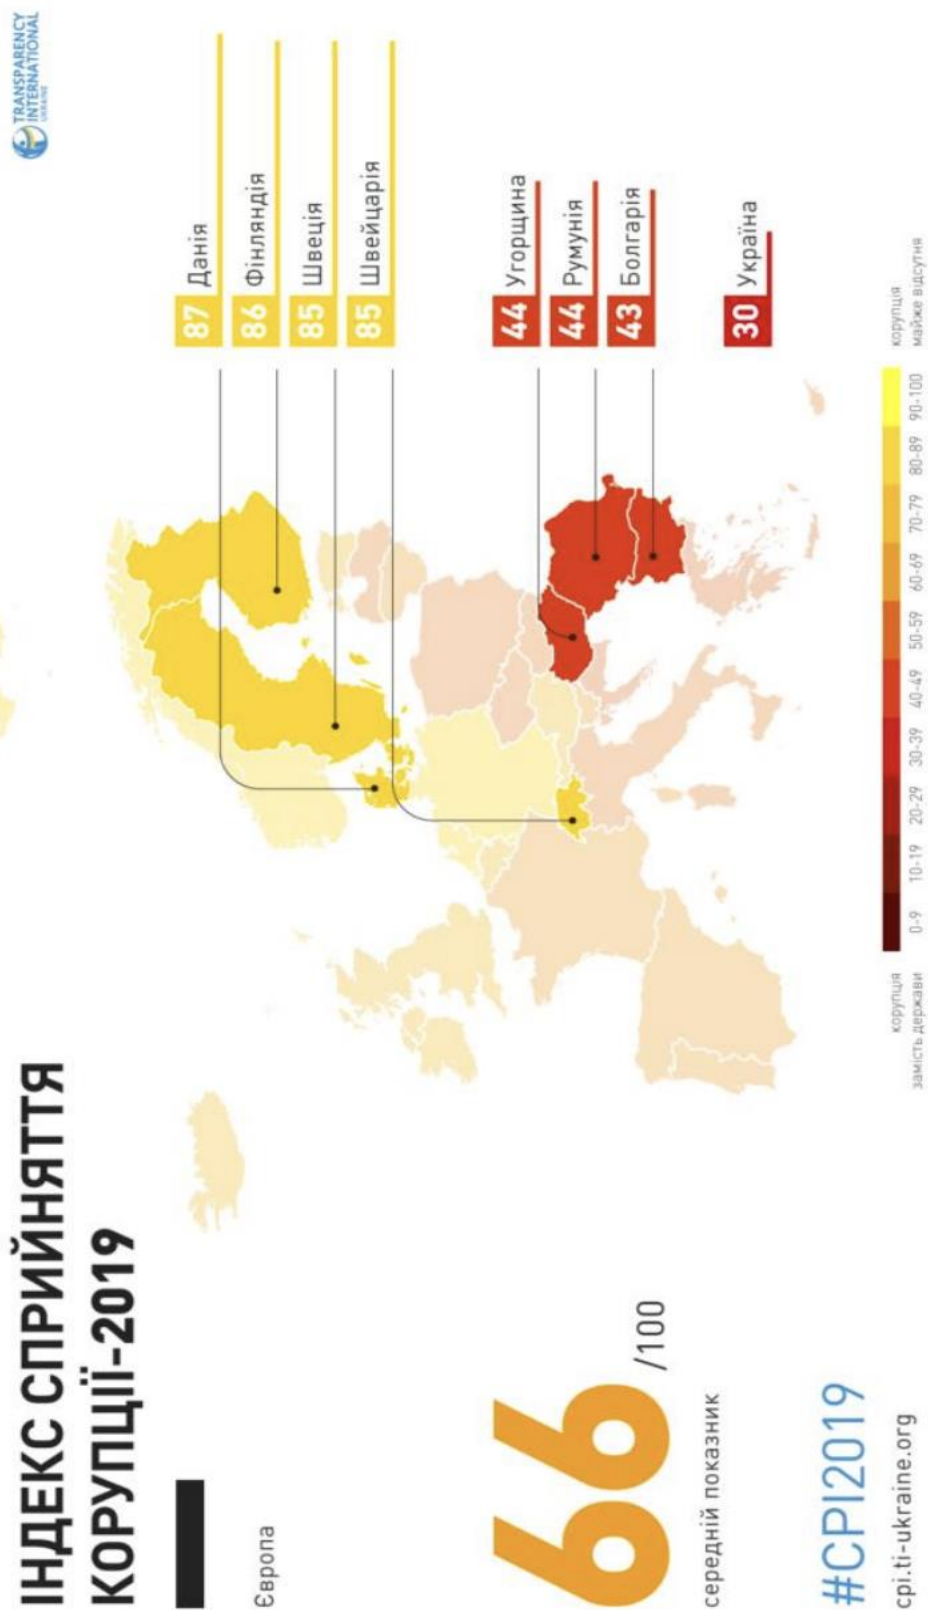 ІНДЕКС СПРИЙНЯТТЯ
КОРУПЦІЇ-2019
TRANSPARENCY
INTERNATIONAL
UKRAINE
Європа
66
/100
середній показник
#CPI2019
cpi.ti-ukraine.org
87 Данія
86 Фінляндія
85 Швеція
85 Швейцарія
44 Угорщина
44 Румунія
43 Болгарія
30 Україна
корупція
замість держави
0-9 10-19 20-29 30-39 40-49 50-59 60-69 70-79 80-89 90-100
корупція
майже відсутня